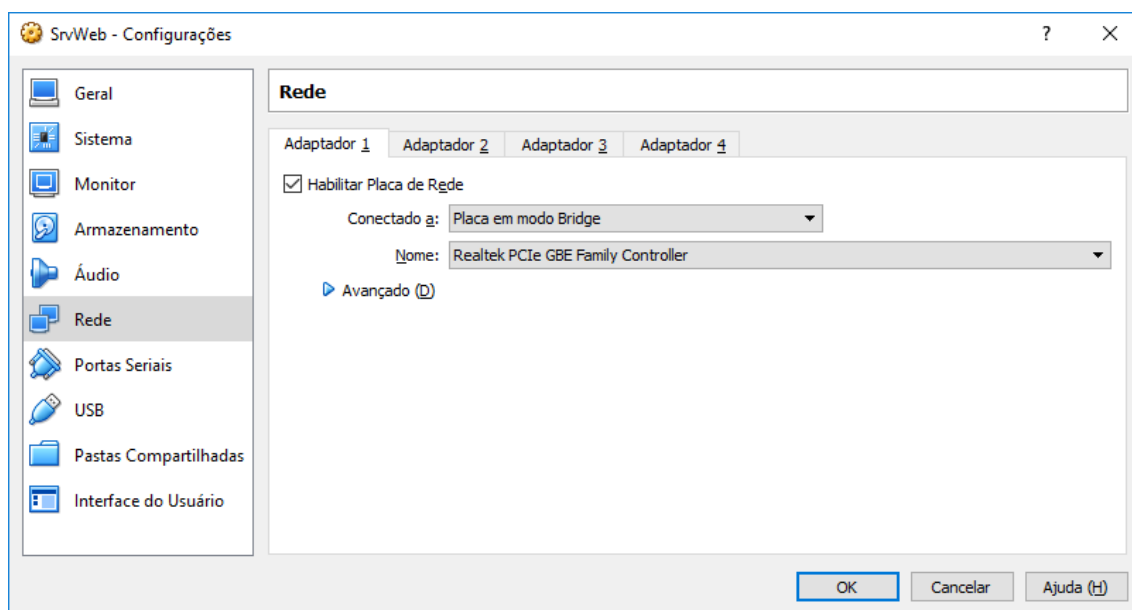 SrvWeb - Configurações ?
Geral
Sistema
Monitor
Armazenamento
Áudio
Rede
Portas Seriais
USB
Pastas Compartilhadas
Interface do Usuário
Rede
Adaptador 1 Adaptador 2 Adaptador 3 Adaptador 4
Habilitar Placa de Rede
Conectado a: Placa em modo Bridge
Nome: Realtek PCIe GBE Family Controller
Avançado (D)
OK Cancelar Ajuda (H)